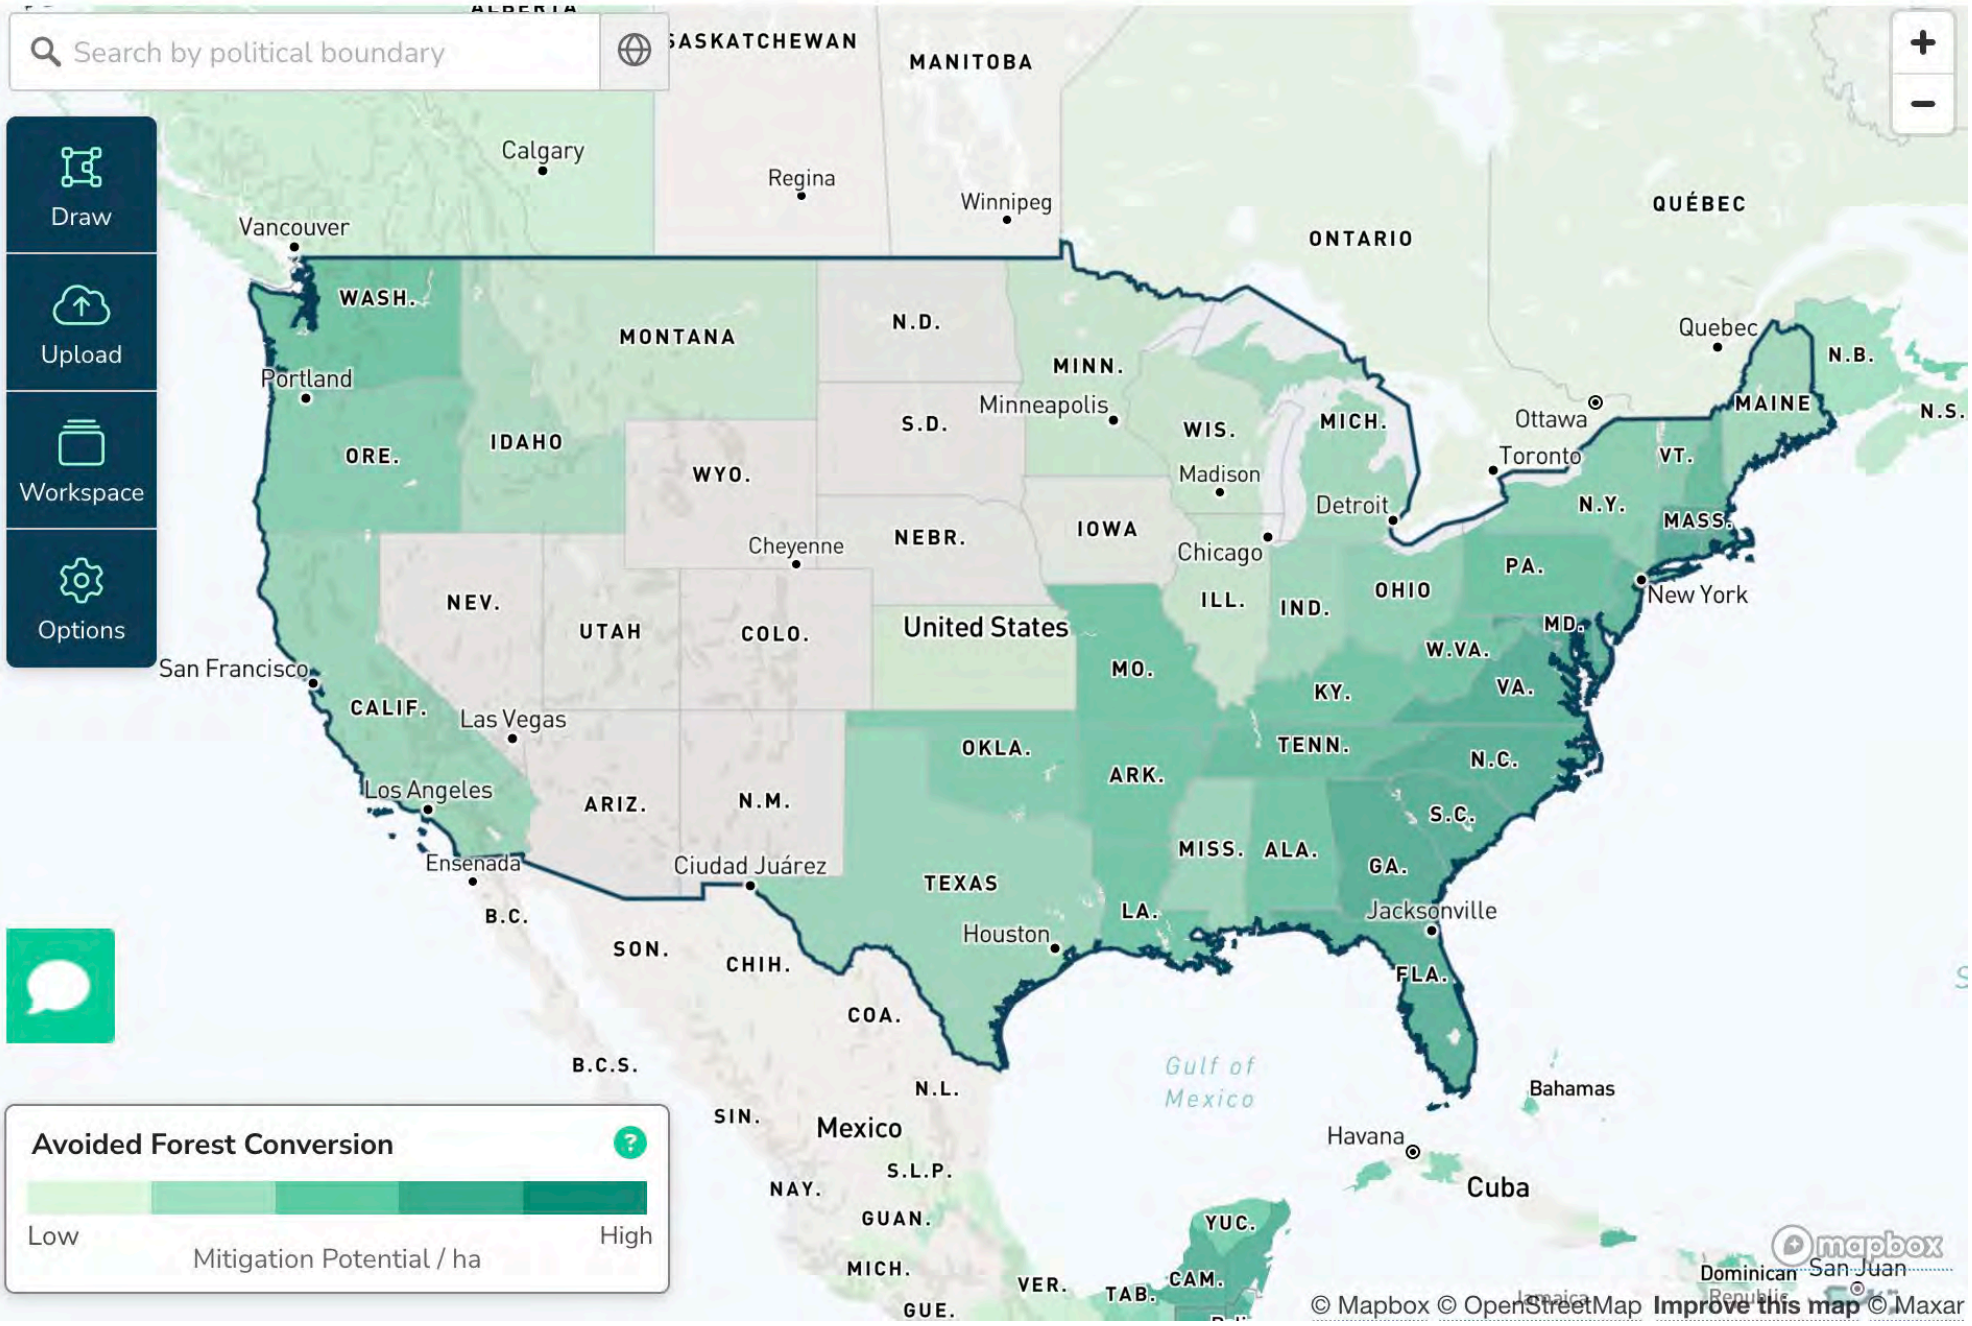 ALBERTA
SASKATCHEWAN
MANITOBA
Search by political boundary
Draw
Upload
Workspace
Options
Calgary
Regina
Winnipeg
Vancouver
ONTARIO
QUÉBEC
WASH.
MONTANA
N.D.
MINN.
Quebec
N.B.
Portland
Minneapolis
S.D.
WIS.
MICH.
Ottawa
MAINE
N.S.
ORE.
IDAHO
WYO.
Madison
Toronto
VT.
Detroit
N.Y.
MASS.
Cheyenne
NEBR.
IOWA
Chicago
PA.
OHIO
New York
NEV.
UTAH
COLO.
United States
ILL.
IND.
MD.
W.VA.
San Francisco
MO.
KY.
VA.
CALIF.
Las Vegas
OKLA.
TENN.
N.C.
ARK.
Los Angeles
ARIZ.
N.M.
S.C.
MISS.
ALA.
GA.
Ensenada
Ciudad Juárez
TEXAS
LA.
Jacksonville
B.C.
SON.
CHIH.
Houston
FLA.
COA.
B.C.S.
N.L.
Gulf of
Mexico
Bahamas
SIN.
Mexico
Havana
S.L.P.
Cuba
NAY.
GUAN.
YUC.
MICH.
VER.
TAB.
CAM.
GUE.
Avoided Forest Conversion
?
Low
High
Mitigation Potential / ha
mapbox
Dominican
Republic
San Juan
Jamaica
© Mapbox © OpenStreetMap Improve this map © Maxar